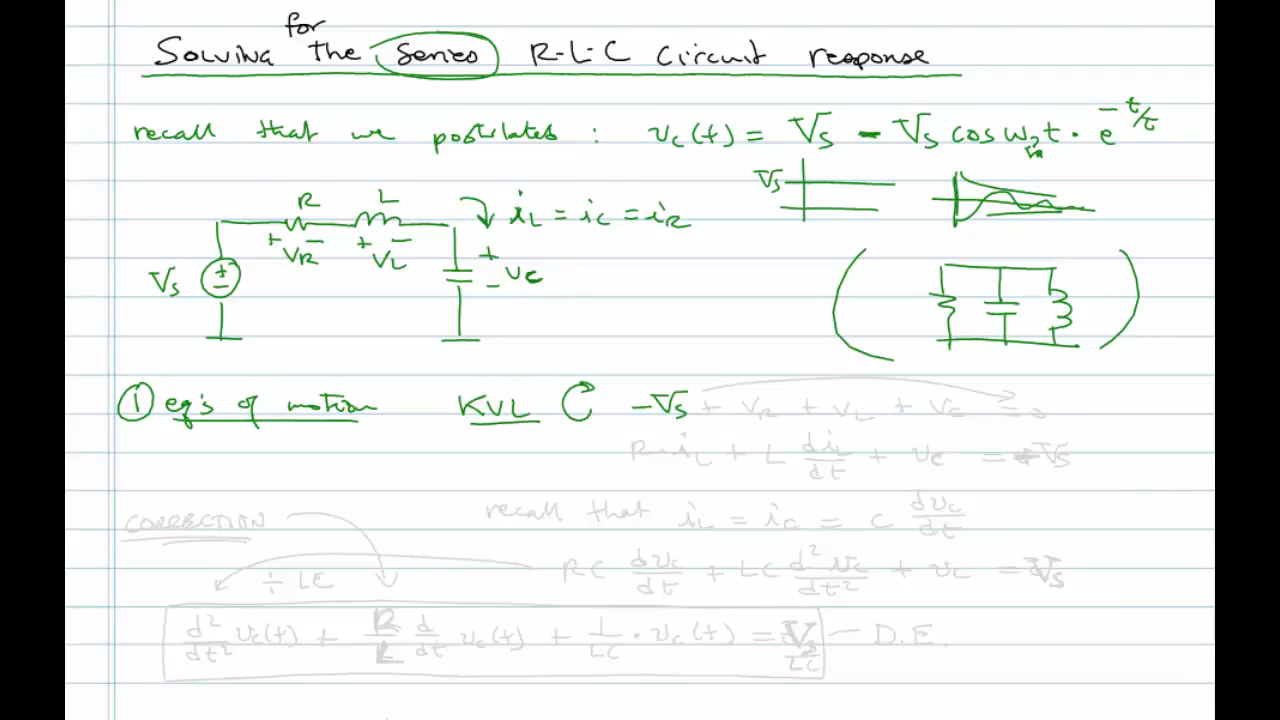 for
Solving the Series R-L-C Circuit response
recall that we postulated : vc(t) = Vs - Vs cos ω t · e^-t/τ
Vs
R L
iL = iC = iR
+ VR - + VL -
Vs + - + vc -
① eq's of motion KVL -Vs + VR + VL + VC = 0
R · iL + L diL/dt + vc = Vs
recall that iL = iC = C dvc/dt
CORRECTION
÷ LC RC dvc/dt + LC d²vc/dt² + vc = Vs
d²/dt² vc(t) + R/L d/dt vc(t) + 1/LC · vc(t) = Vs/LC — D.E.